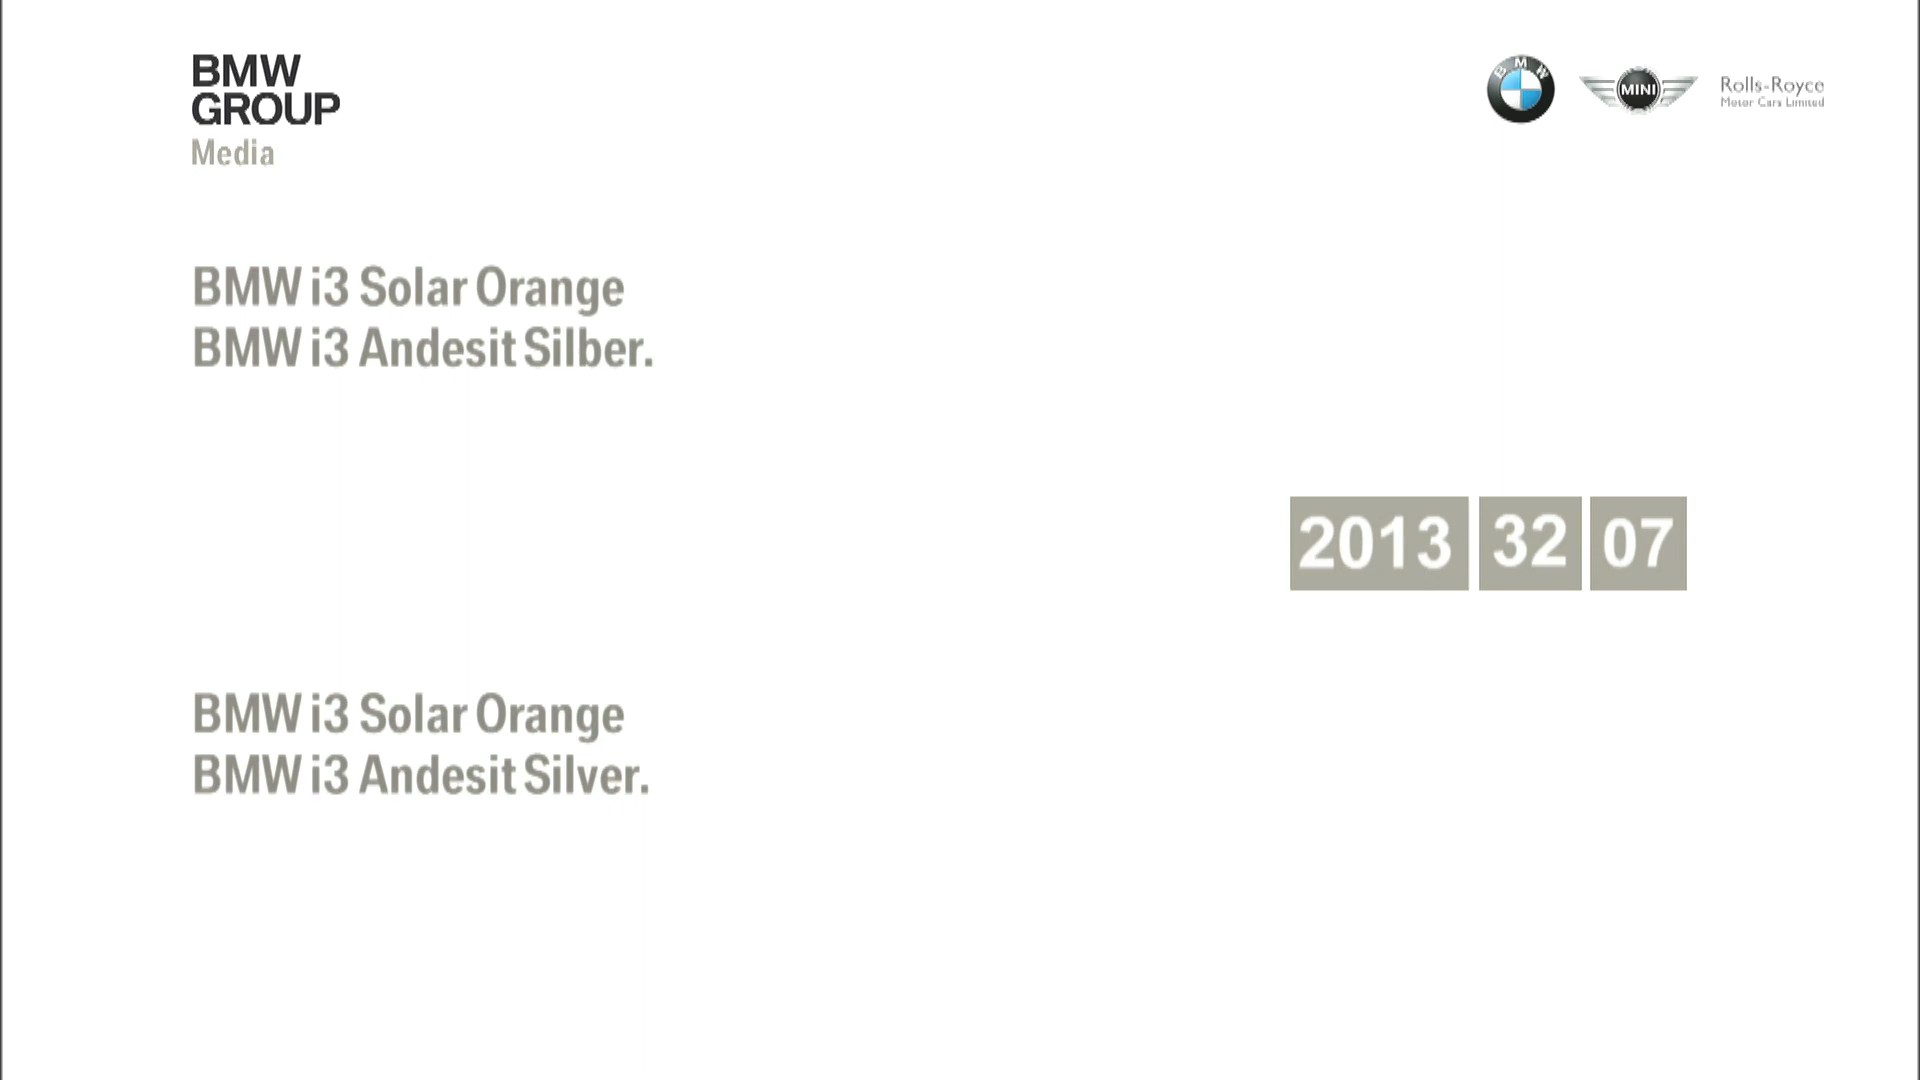 BMW
GROUP
Media
BMW
MINI
Rolls-Royce
Motor Cars Limited
BMW i3 Solar Orange
BMW i3 Andesit Silber.
2013 32 07
BMW i3 Solar Orange
BMW i3 Andesit Silver.